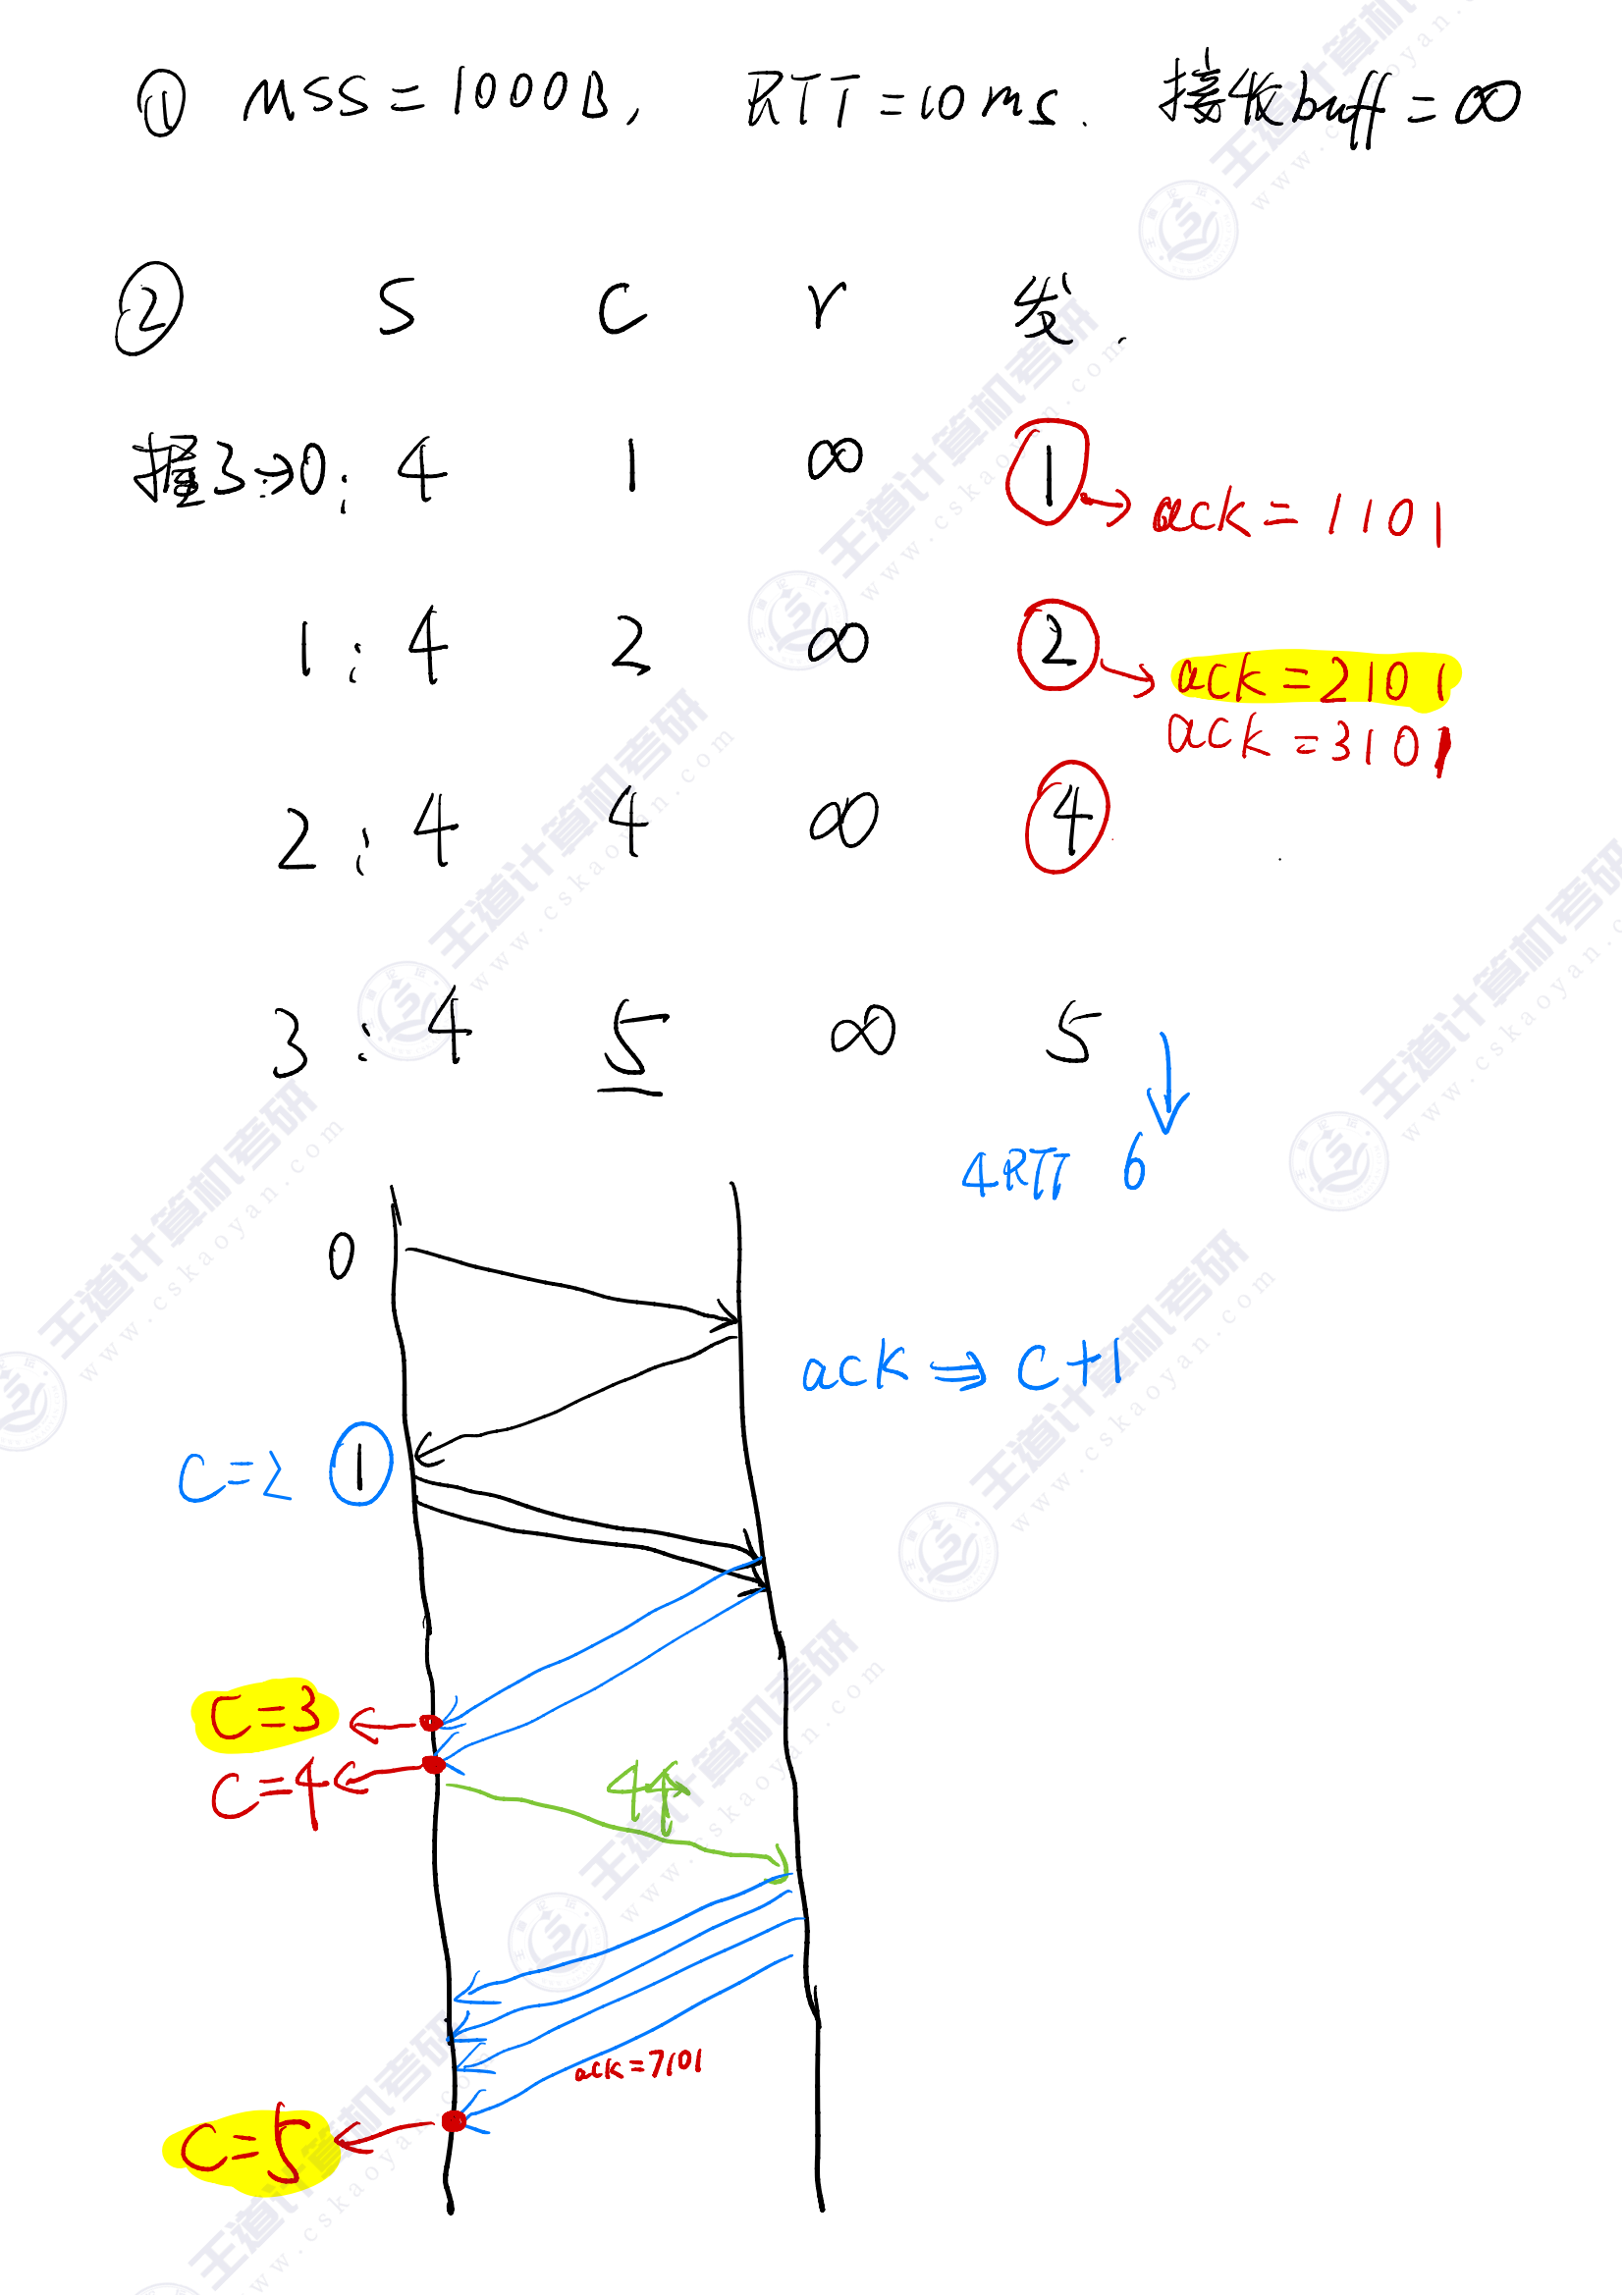 ① MSS=1000B, RTT=10ms. 接收buff=∞
② S C r 发.
握3→0: 4 1 ∞ ① → ack=1101
1: 4 2 ∞ ② → ack=2101
ack=3101
2: 4 4 ∞ ④
3: 4 5 ∞ 5
4RTT 6
0
ack ⇒ C+1
C=2 ①
C=3
C=4
4个
ack=7101
C=5
王道计算机考研
www.cskaoyan.com